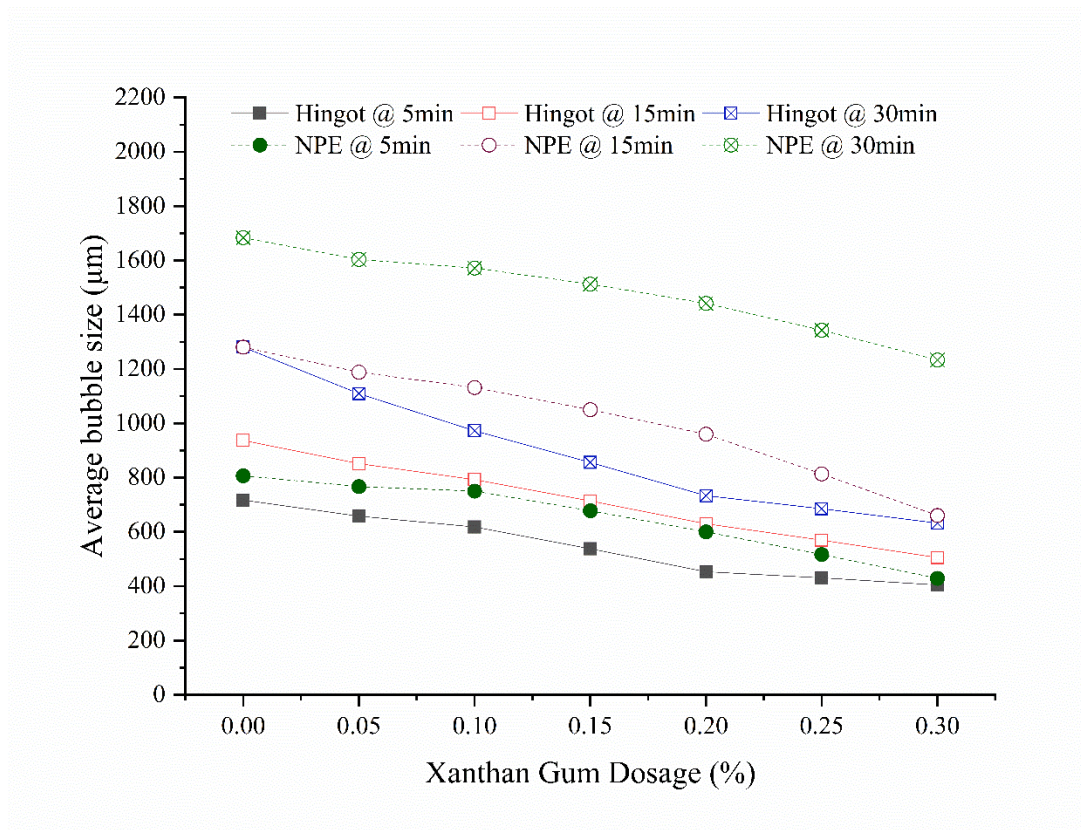 Hingot @ 5min Hingot @ 15min Hingot @ 30min
NPE @ 5min NPE @ 15min NPE @ 30min
Average bubble size (µm)
2200
2000
1800
1600
1400
1200
1000
800
600
400
200
0
0.00 0.05 0.10 0.15 0.20 0.25 0.30
Xanthan Gum Dosage (%)